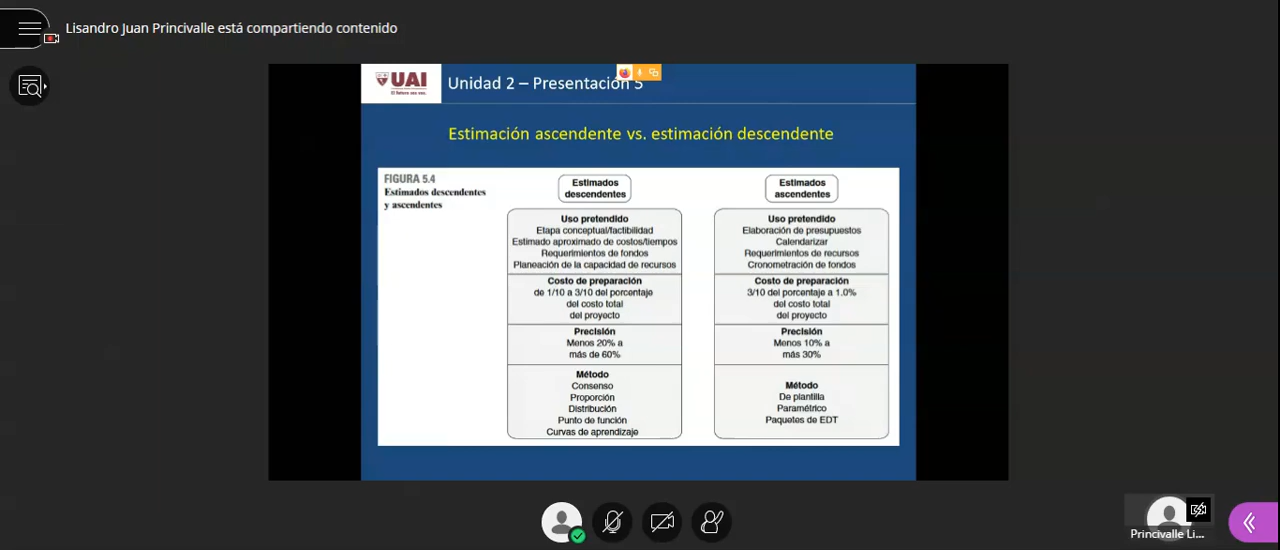 Lisandro Juan Princivalle está compartiendo contenido
UAI
El futuro sos vos.
Unidad 2 – Presentación 5
Estimación ascendente vs. estimación descendente
FIGURA 5.4
Estimados descendentes
y ascendentes
Estimados
descendentes
Uso pretendido
Etapa conceptual/factibilidad
Estimado aproximado de costos/tiempos
Requerimientos de fondos
Planeación de la capacidad de recursos
Costo de preparación
de 1/10 a 3/10 del porcentaje
del costo total
del proyecto
Precisión
Menos 20% a
más de 60%
Método
Consenso
Proporción
Distribución
Punto de función
Curvas de aprendizaje
Estimados
ascendentes
Uso pretendido
Elaboración de presupuestos
Calendarizar
Requerimientos de recursos
Cronometración de fondos
Costo de preparación
3/10 del porcentaje a 1.0%
del costo total
del proyecto
Precisión
Menos 10% a
más 30%
Método
De plantilla
Paramétrico
Paquetes de EDT
Princivalle Li...